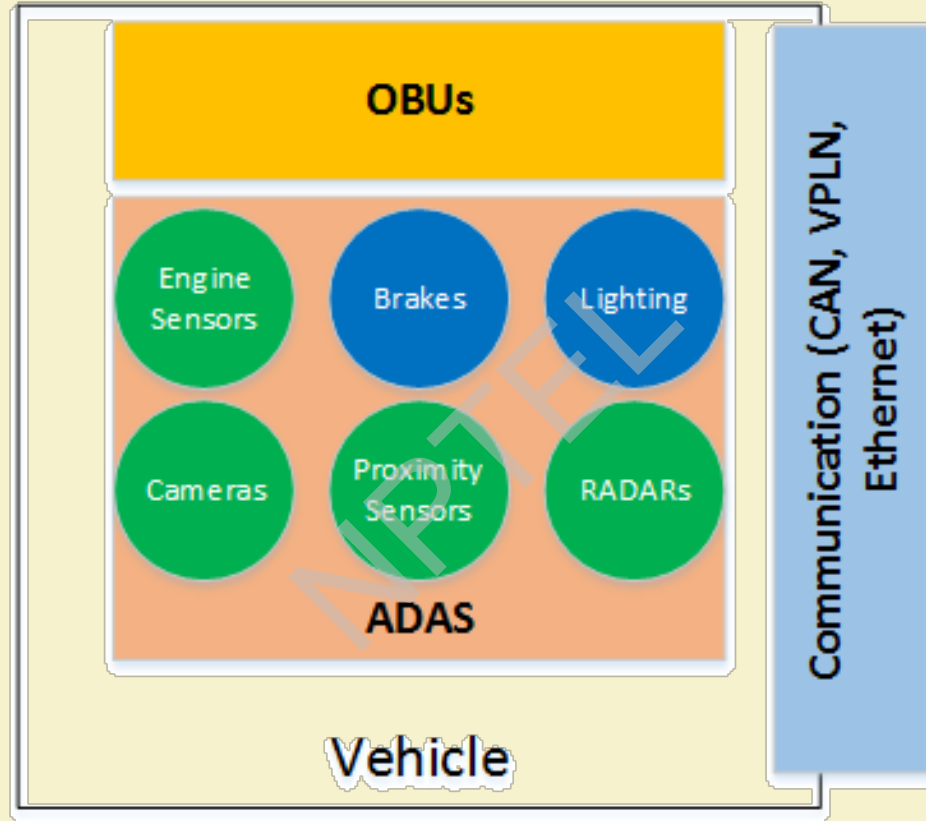 OBUs
Engine
Sensors
Brakes
Lighting
Cameras
Proximity
Sensors
RADARs
ADAS
Vehicle
Communication (CAN, VPLN,
Ethernet)
NPTEL